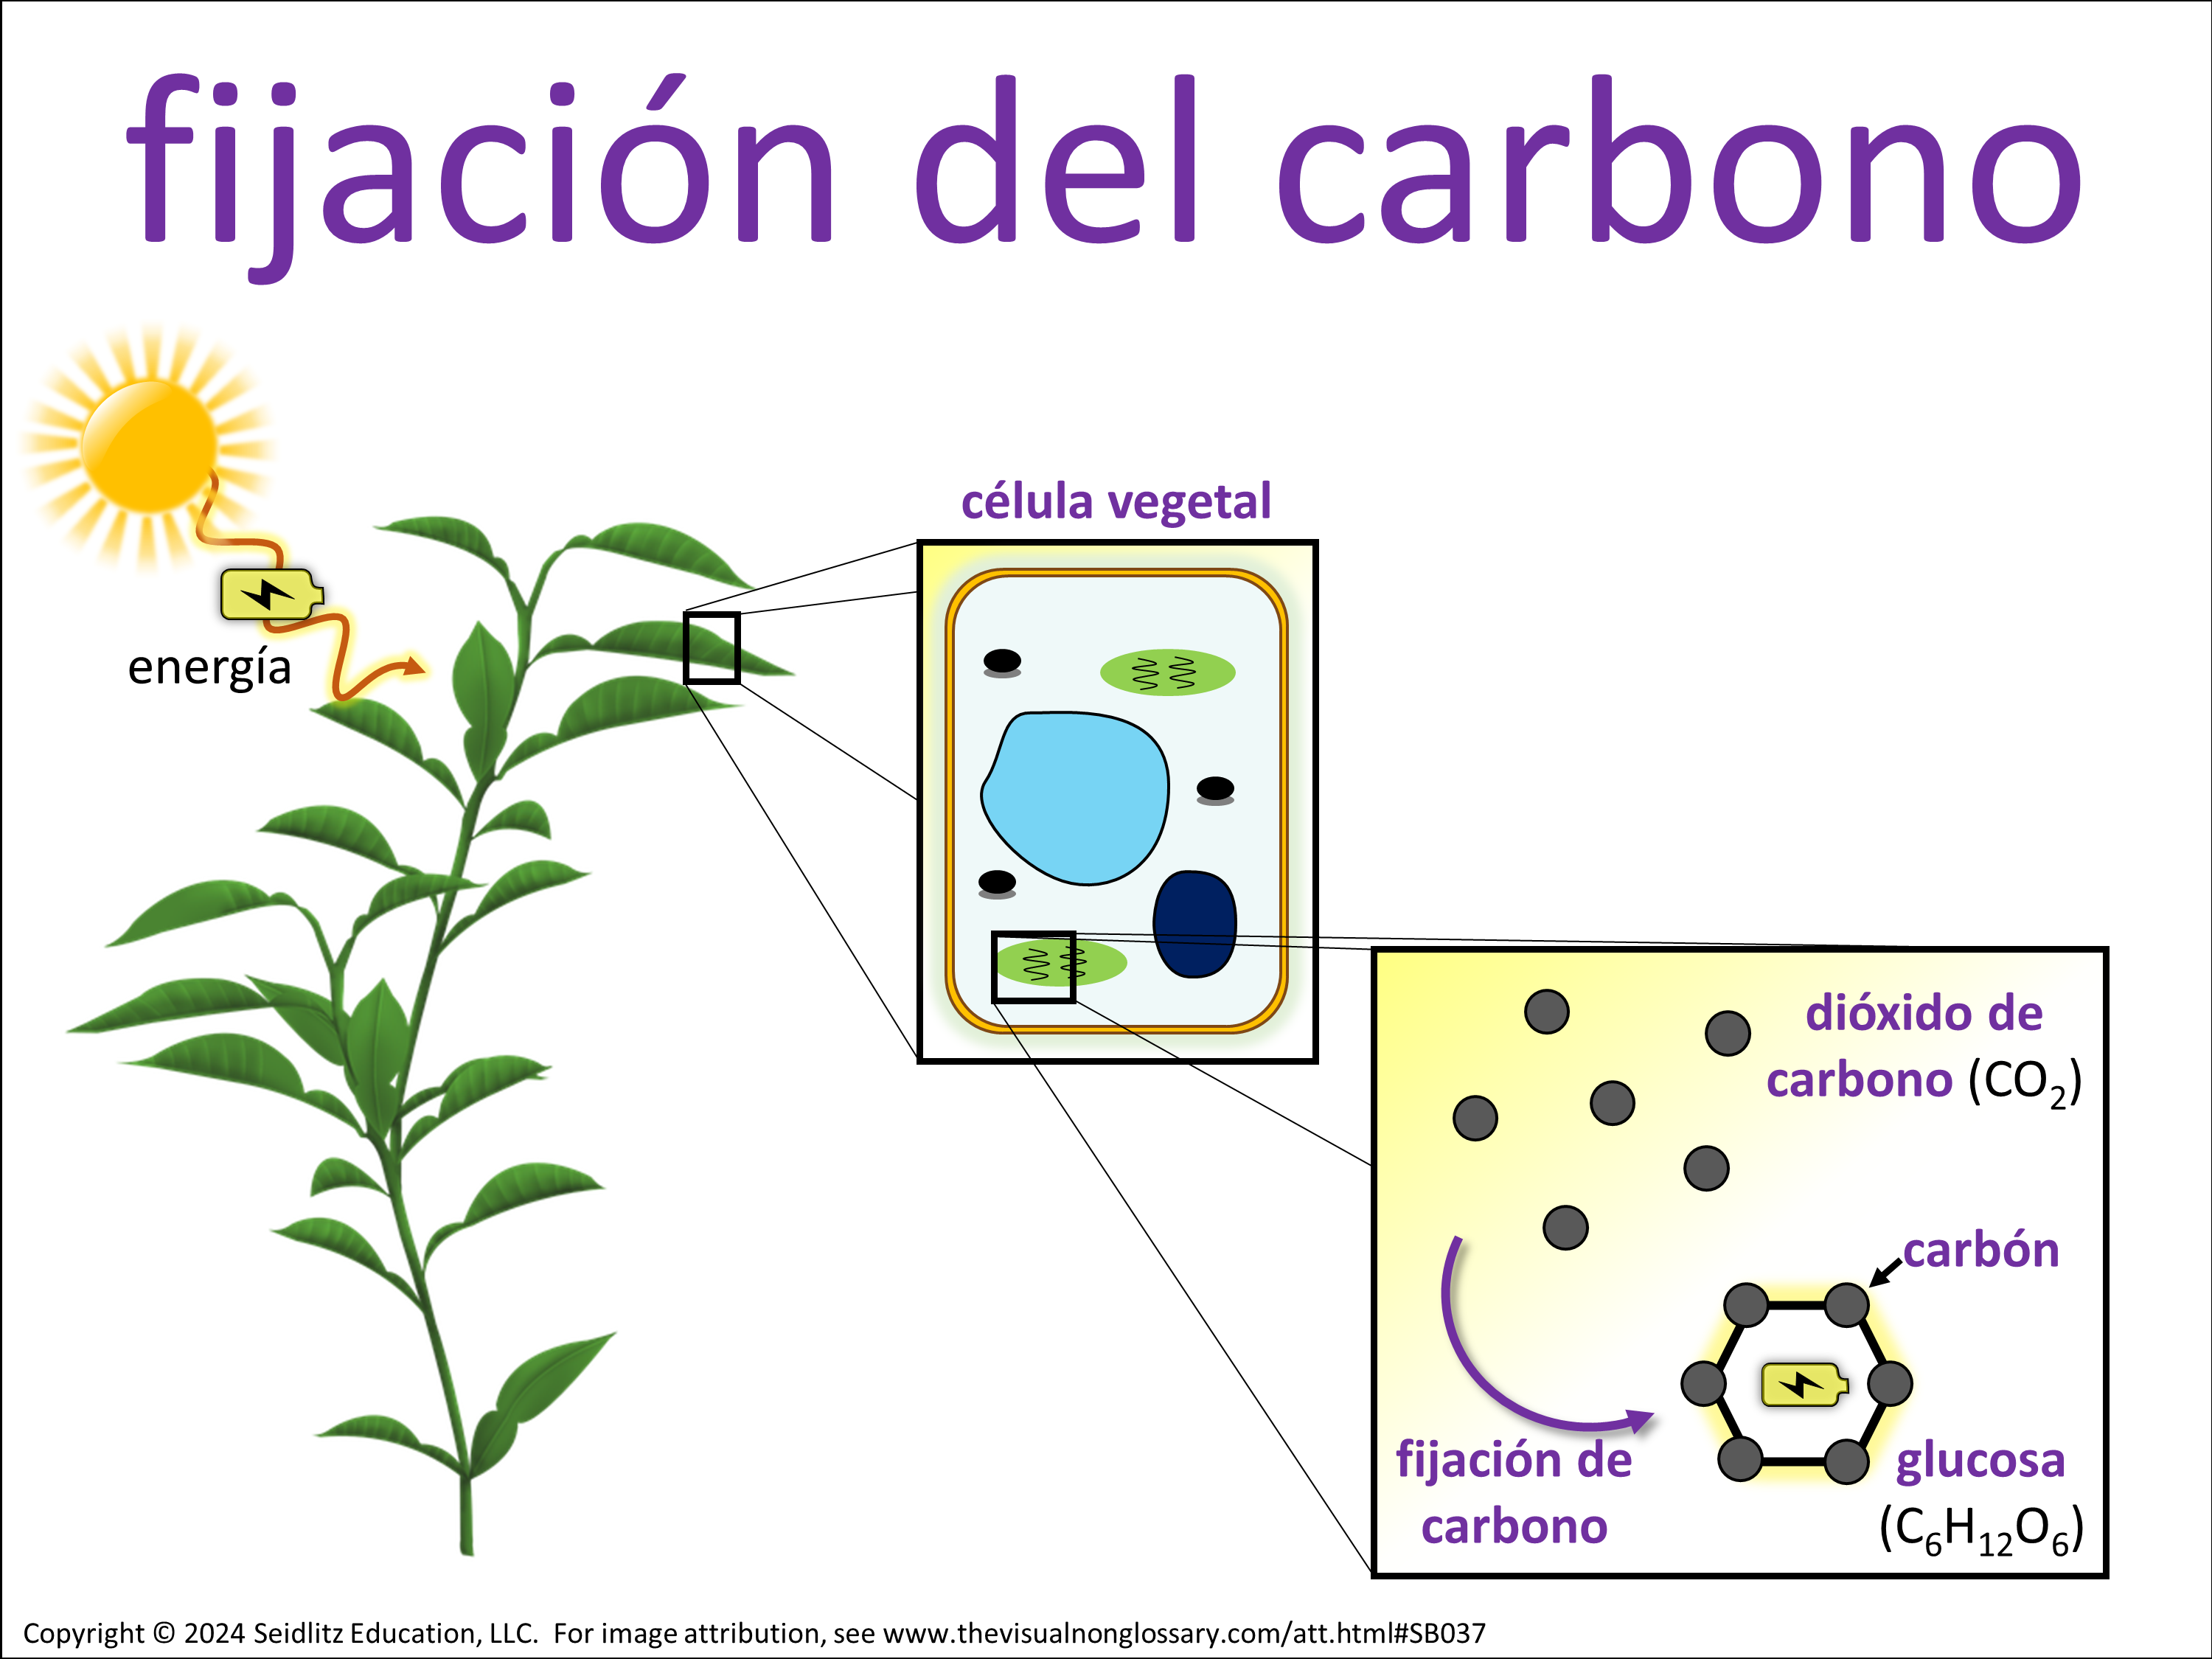 fijación del carbono
energía
célula vegetal
dióxido de
carbono (CO₂)
carbón
fijación de
carbono
glucosa
(C₆H₁₂O₆)
Copyright © 2024 Seidlitz Education, LLC.  For image attribution, see www.thevisualnonglossary.com/att.html#SB037